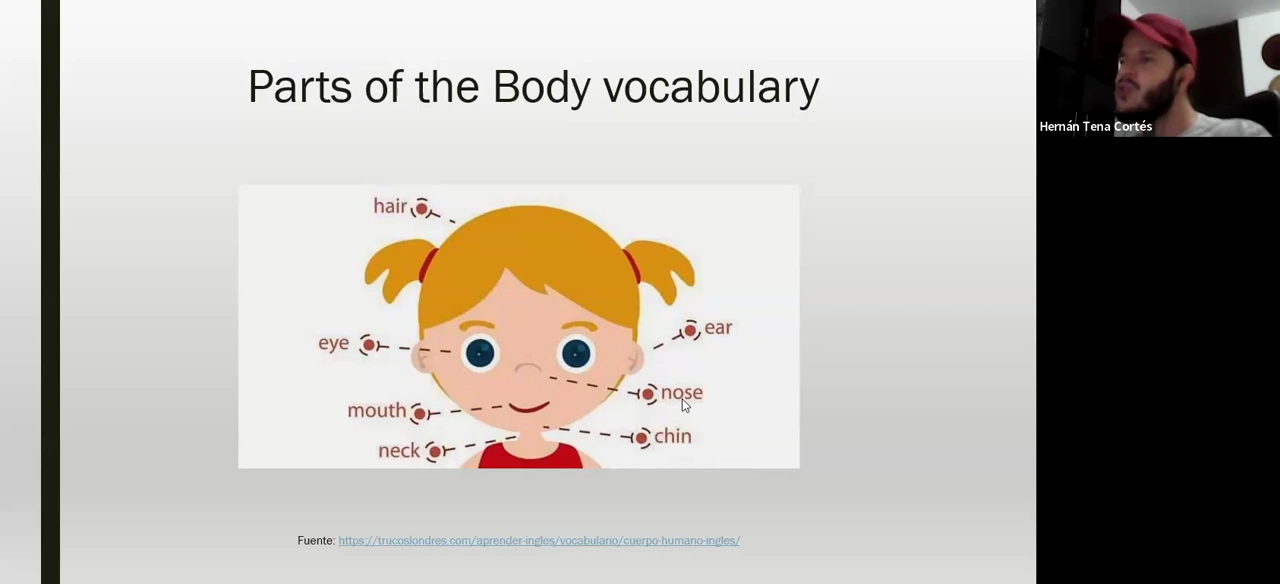 Parts of the Body vocabulary
Hernán Tena Cortés
hair
eye
ear
nose
mouth
chin
neck
Fuente: https://trucoslondres.com/aprender-ingles/vocabulario/cuerpo-humano-ingles/